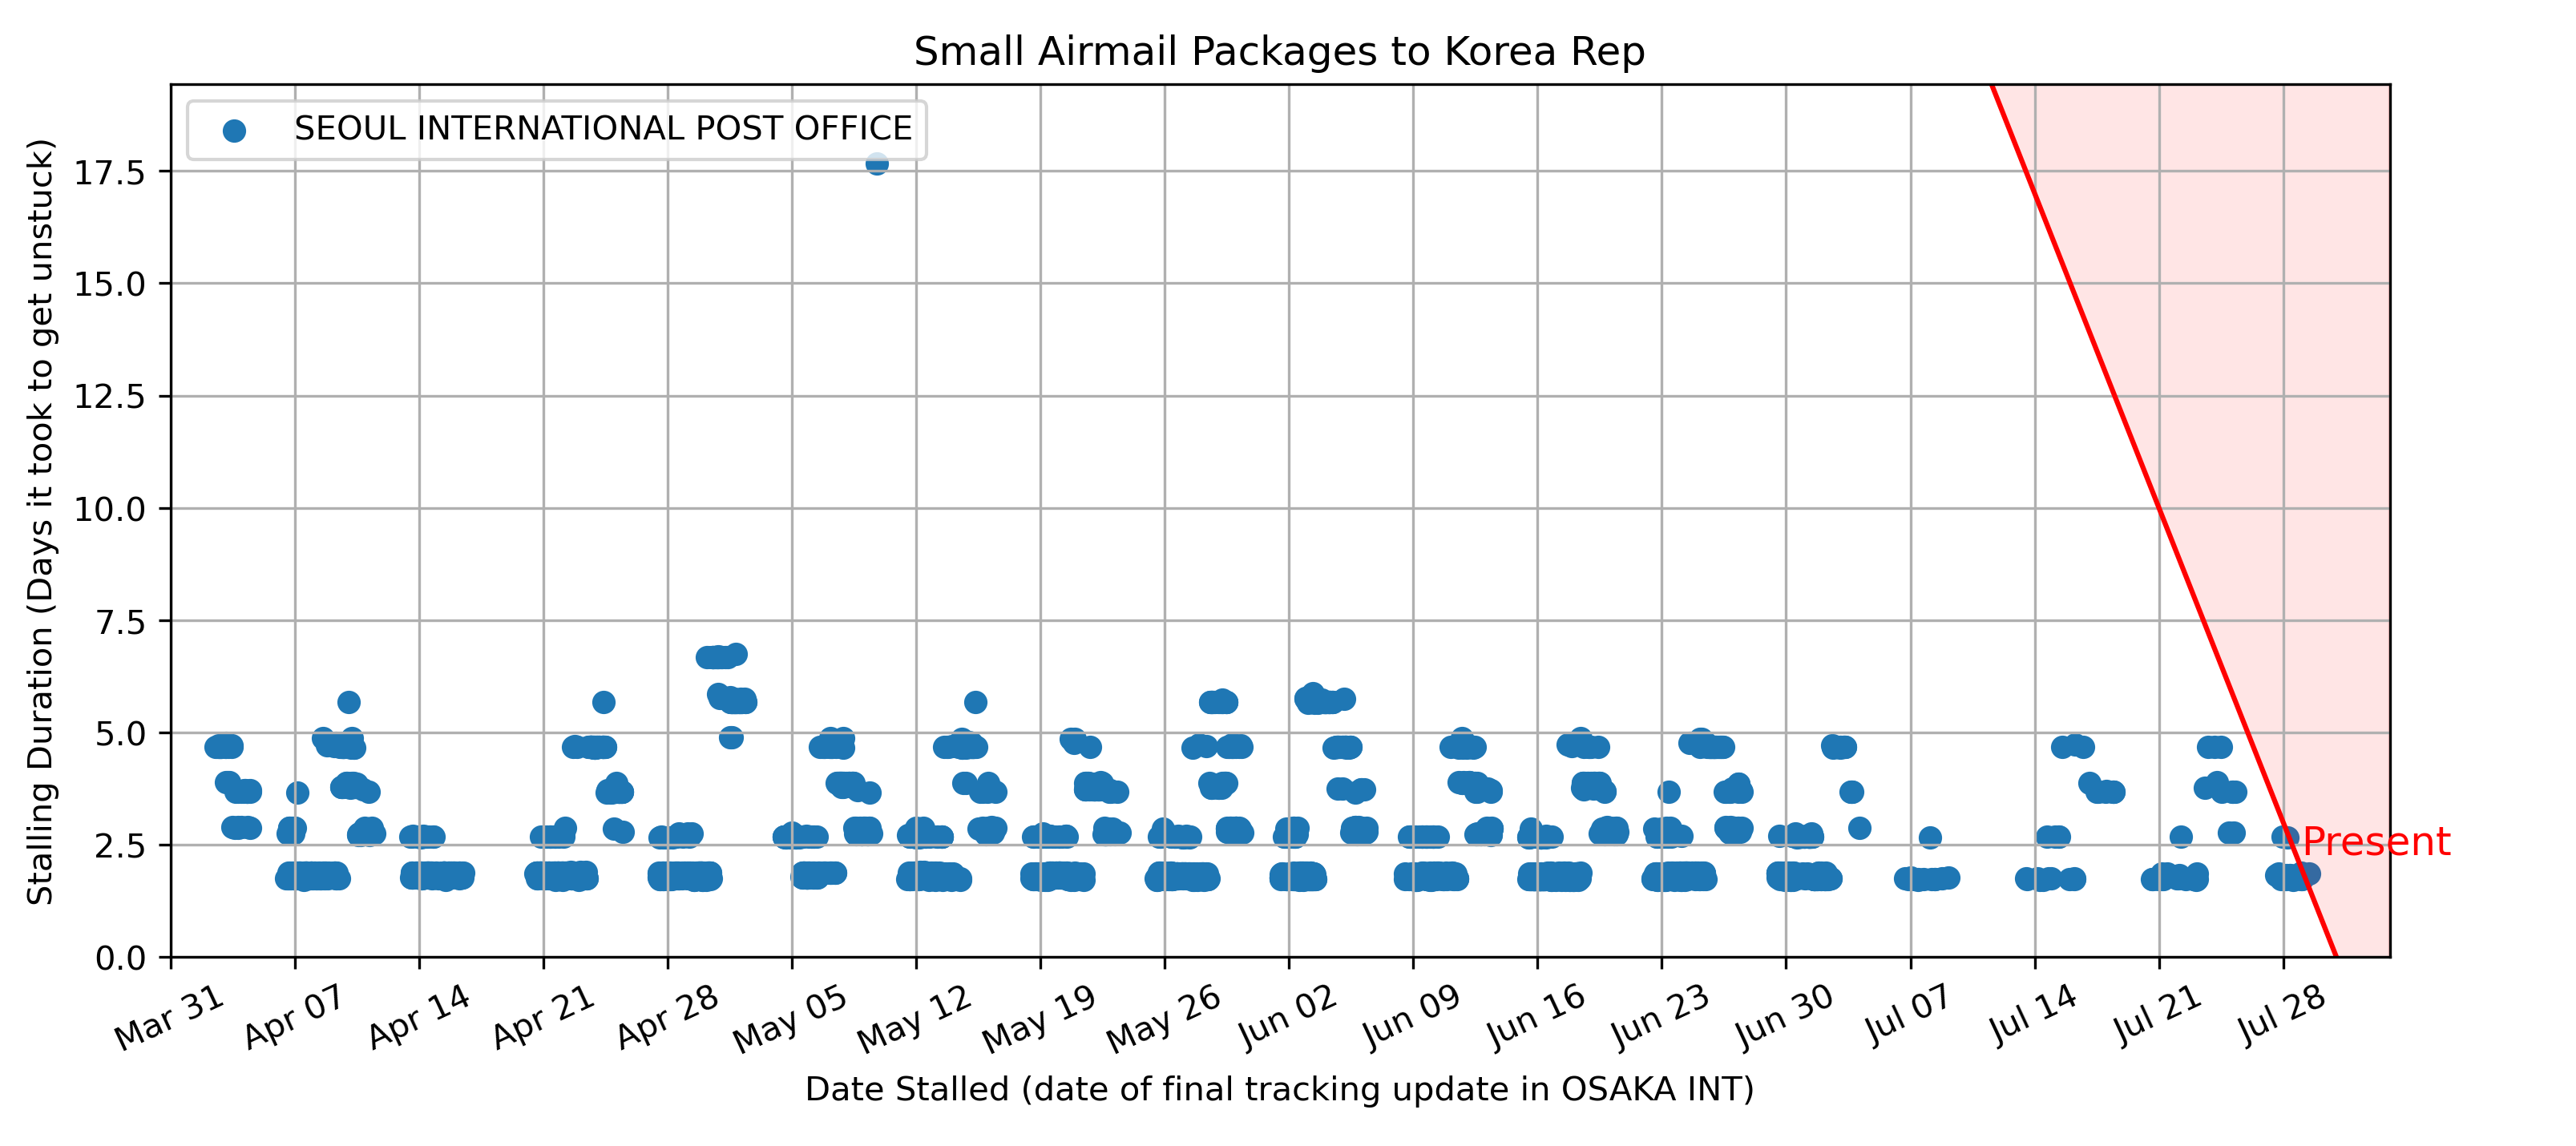 Small Airmail Packages to Korea Rep
SEOUL INTERNATIONAL POST OFFICE
Stalling Duration (Days it took to get unstuck)
17.5
15.0
12.5
10.0
7.5
5.0
2.5
0.0
Present
Mar 31
Apr 07
Apr 14
Apr 21
Apr 28
May 05
May 12
May 19
May 26
Jun 02
Jun 09
Jun 16
Jun 23
Jun 30
Jul 07
Jul 14
Jul 21
Jul 28
Date Stalled (date of final tracking update in OSAKA INT)